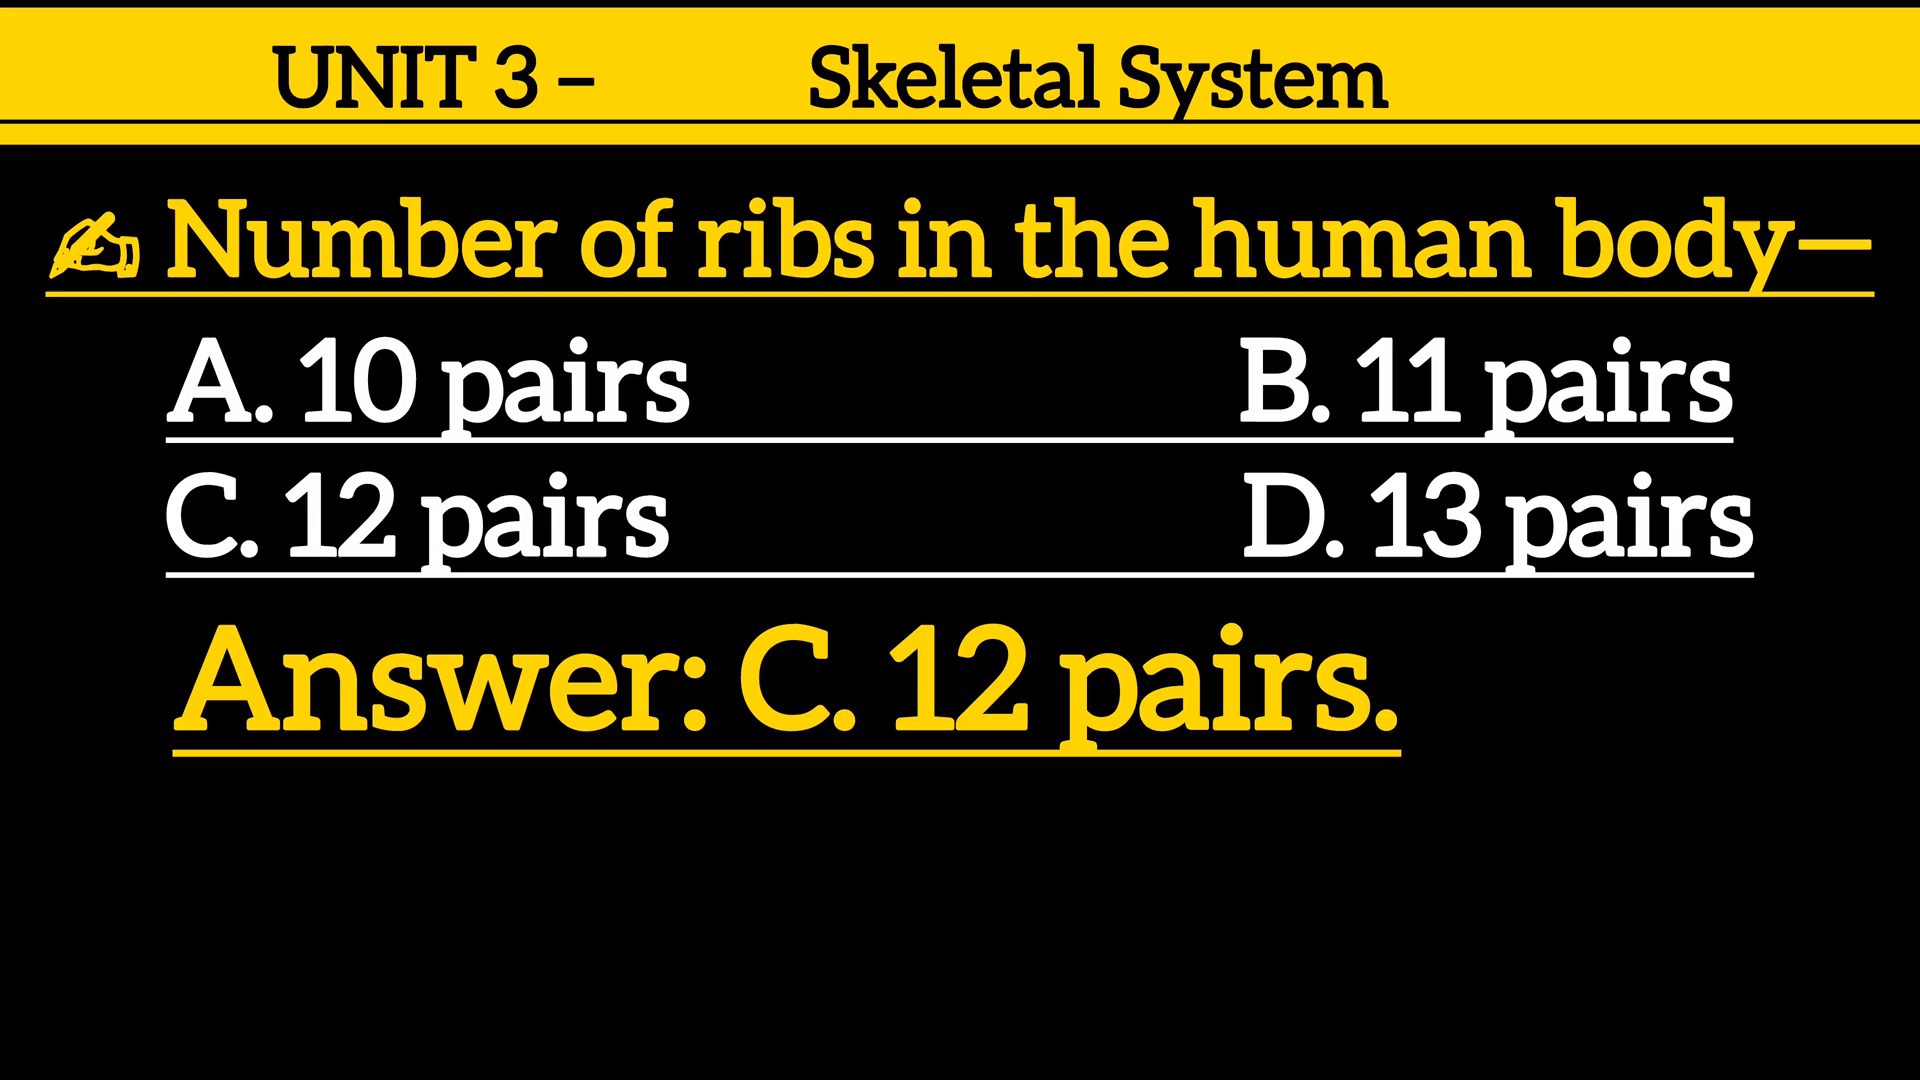 UNIT 3 – Skeletal System
✍ Number of ribs in the human body—
A. 10 pairs B. 11 pairs
C. 12 pairs D. 13 pairs
Answer: C. 12 pairs.